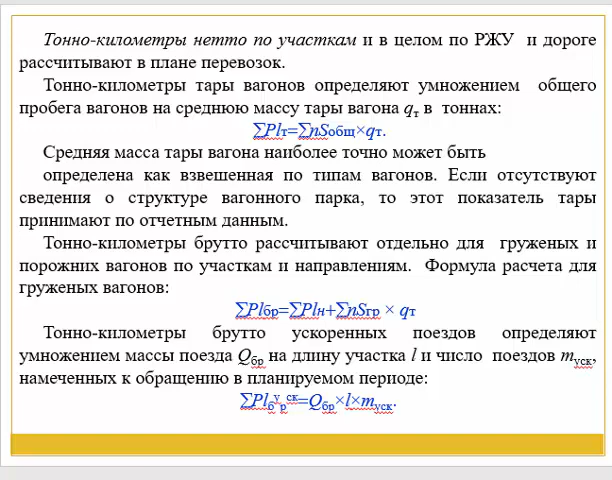 Тонно-километры нетто по участкам и в целом по РЖУ и дороге
рассчитывают в плане перевозок.
Тонно-километры тары вагонов определяют умножением общего
пробега вагонов на среднюю массу тары вагона qт в тоннах:
∑Plт=∑nSобщ×qт.
Средняя масса тары вагона наиболее точно может быть
определена как взвешенная по типам вагонов. Если отсутствуют
сведения о структуре вагонного парка, то этот показатель тары
принимают по отчетным данным.
Тонно-километры брутто рассчитывают отдельно для груженых и
порожних вагонов по участкам и направлениям. Формула расчета для
груженых вагонов:
∑Plбр=∑Plн+∑nSгр × qт
Тонно-километры брутто ускоренных поездов определяют
умножением массы поезда Qбр на длину участка l и число поездов mуск,
намеченных к обращению в планируемом периоде:
∑Plбурск=Qбр×l×mуск.